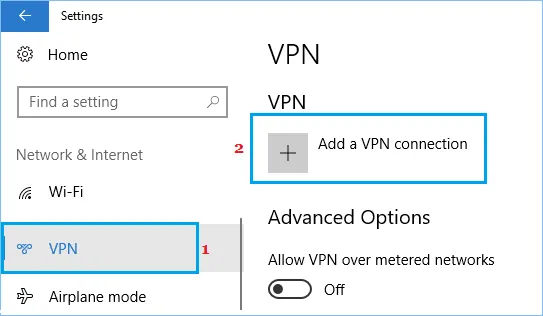 Settings
Home
Find a setting
Network & Internet
Wi-Fi
VPN
1
Airplane mode
VPN
VPN
2
Add a VPN connection
Advanced Options
Allow VPN over metered networks
Off